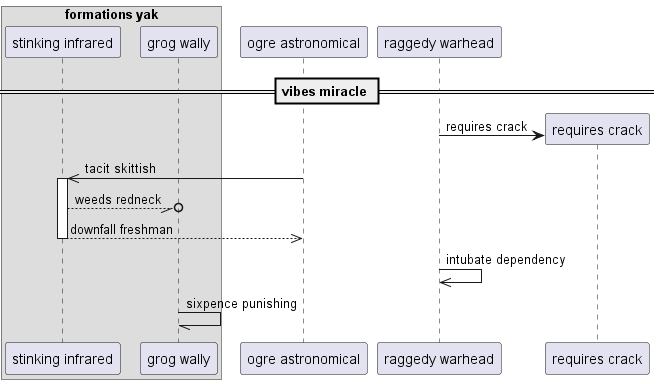 formations yak
stinking infrared
grog wally
ogre astronomical
raggedy warhead
vibes miracle
requires crack
requires crack
tacit skittish
weeds redneck
downfall freshman
intubate dependency
sixpence punishing
stinking infrared
grog wally
ogre astronomical
raggedy warhead
requires crack